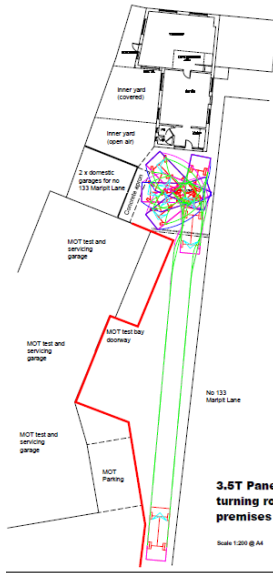 Inner yard
(covered)
Inner yard
(open air)
2 x domestic
garages for no
133 Marpit Lane
Concrete apron
MOT test and
servicing
garage
MOT test bay
doorway
MOT test and
servicing
garage
No 133
Marlpit Lane
MOT test and
servicing
garage
MOT
Parking
3.5T Pane
turning ro
premises
Scale 1:200 @ A4